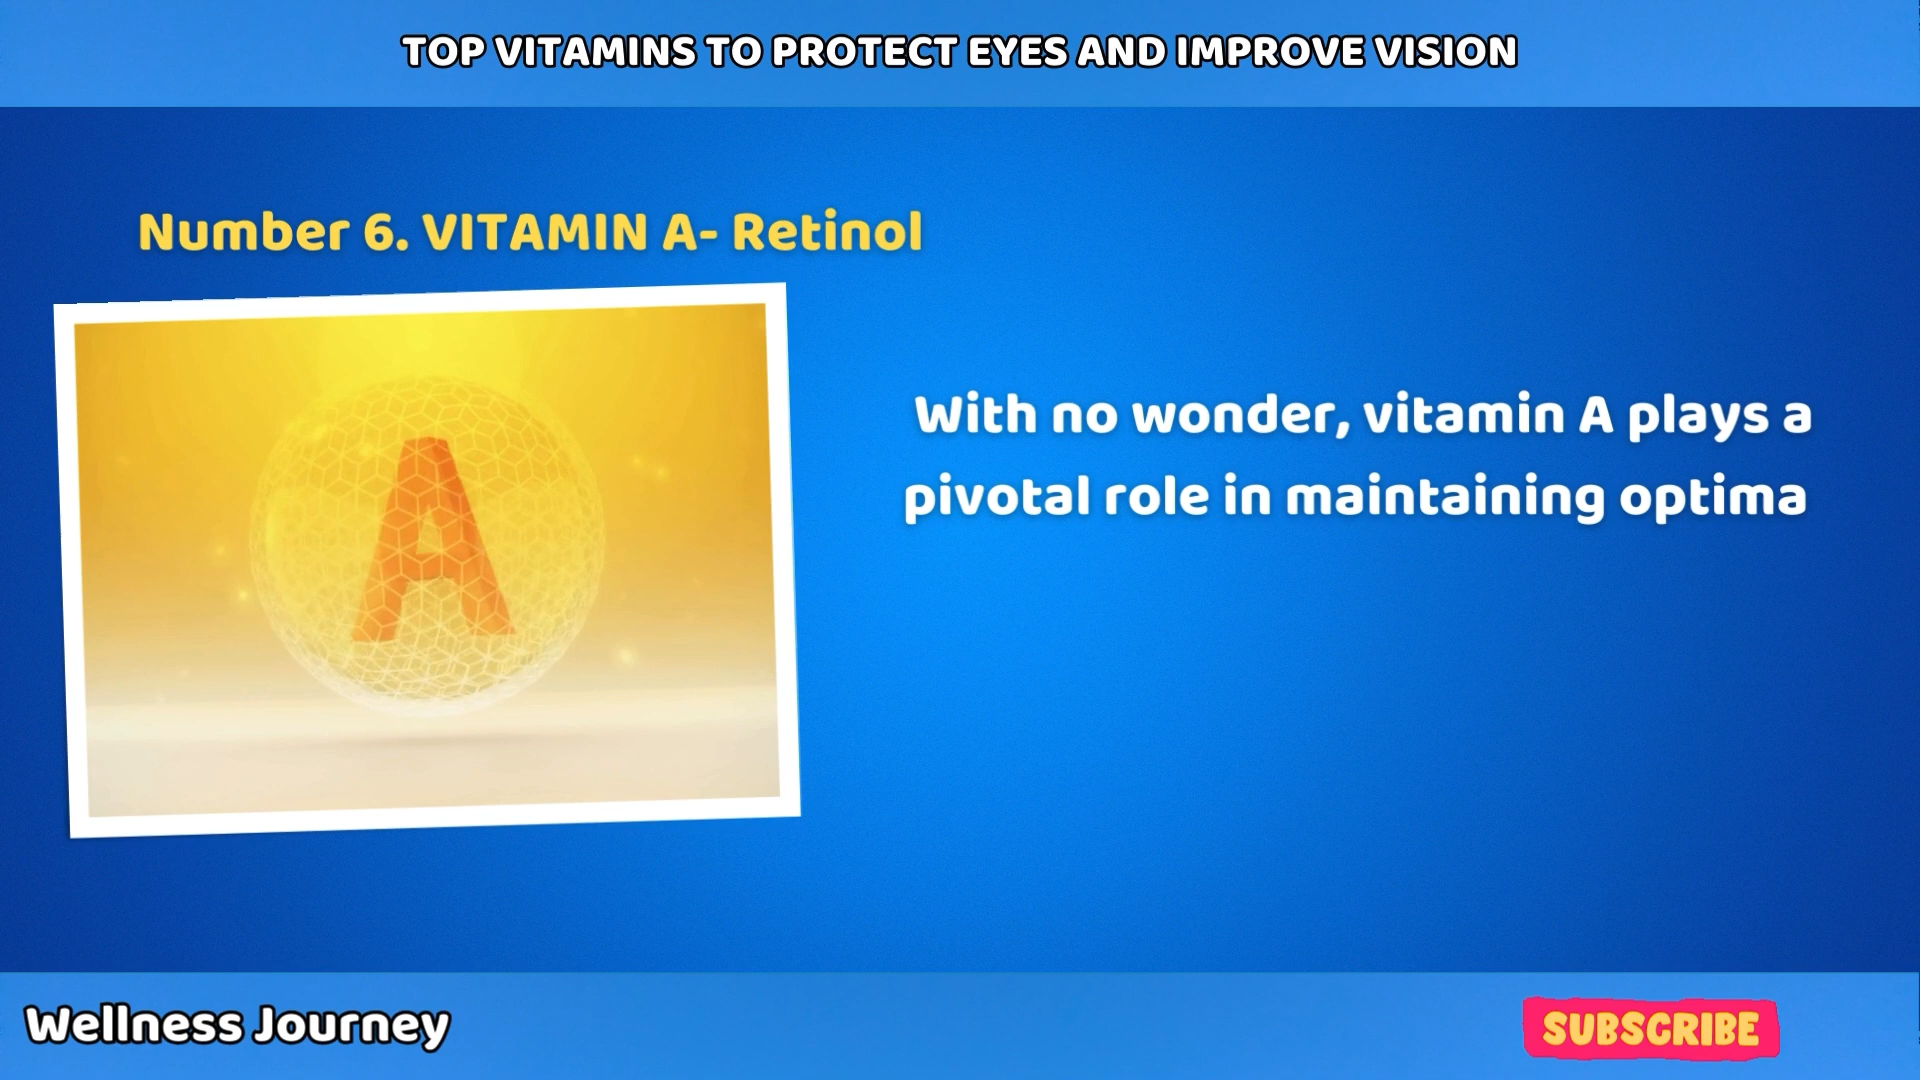 TOP VITAMINS TO PROTECT EYES AND IMPROVE VISION
Number 6. VITAMIN A- Retinol
A
With no wonder, vitamin A plays a
pivotal role in maintaining optima
Wellness Journey
SUBSCRIBE